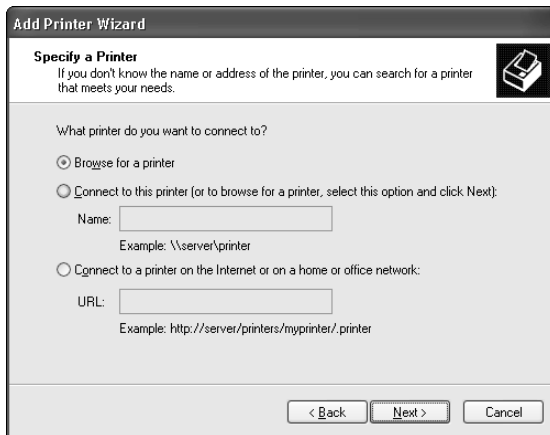 Add Printer Wizard
Specify a Printer
If you don't know the name or address of the printer, you can search for a printer
that meets your needs.
What printer do you want to connect to?
Browse for a printer
Connect to this printer (or to browse for a printer, select this option and click Next):
Name:
Example: \\server\printer
Connect to a printer on the Internet or on a home or office network:
URL:
Example: http://server/printers/myprinter/.printer
< Back Next > Cancel